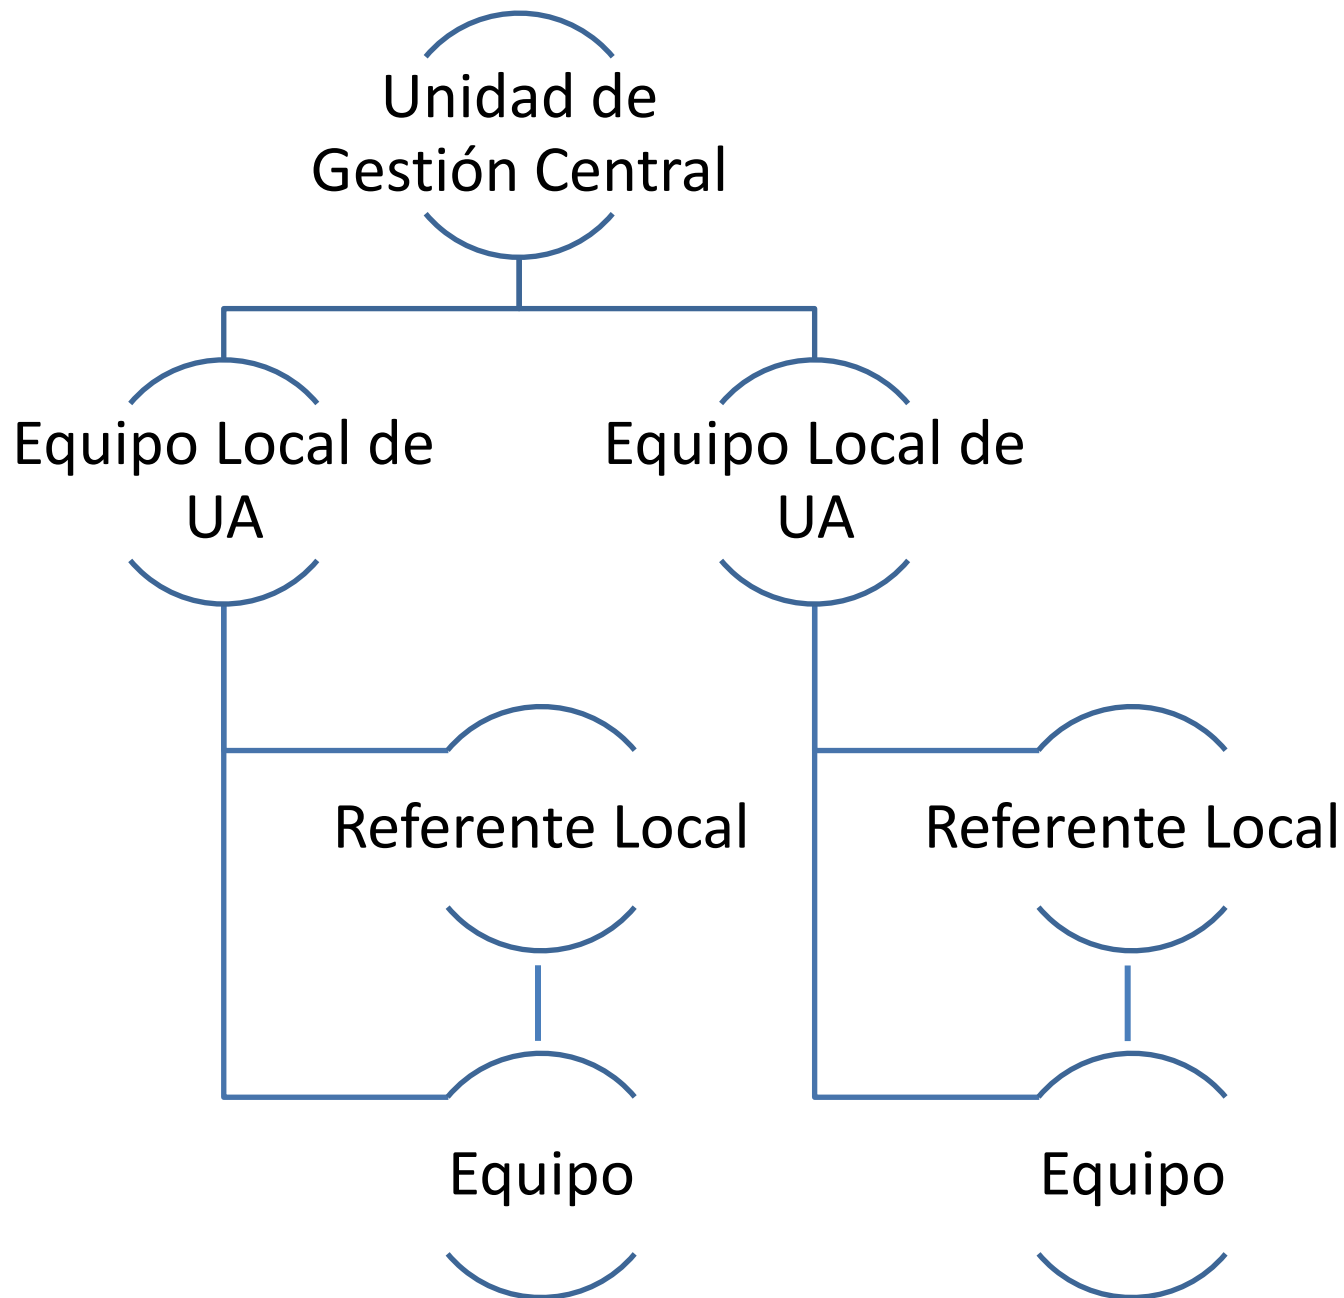 Unidad de
Gestión Central
Equipo Local de
UA
Equipo Local de
UA
Referente Local
Referente Local
Equipo
Equipo